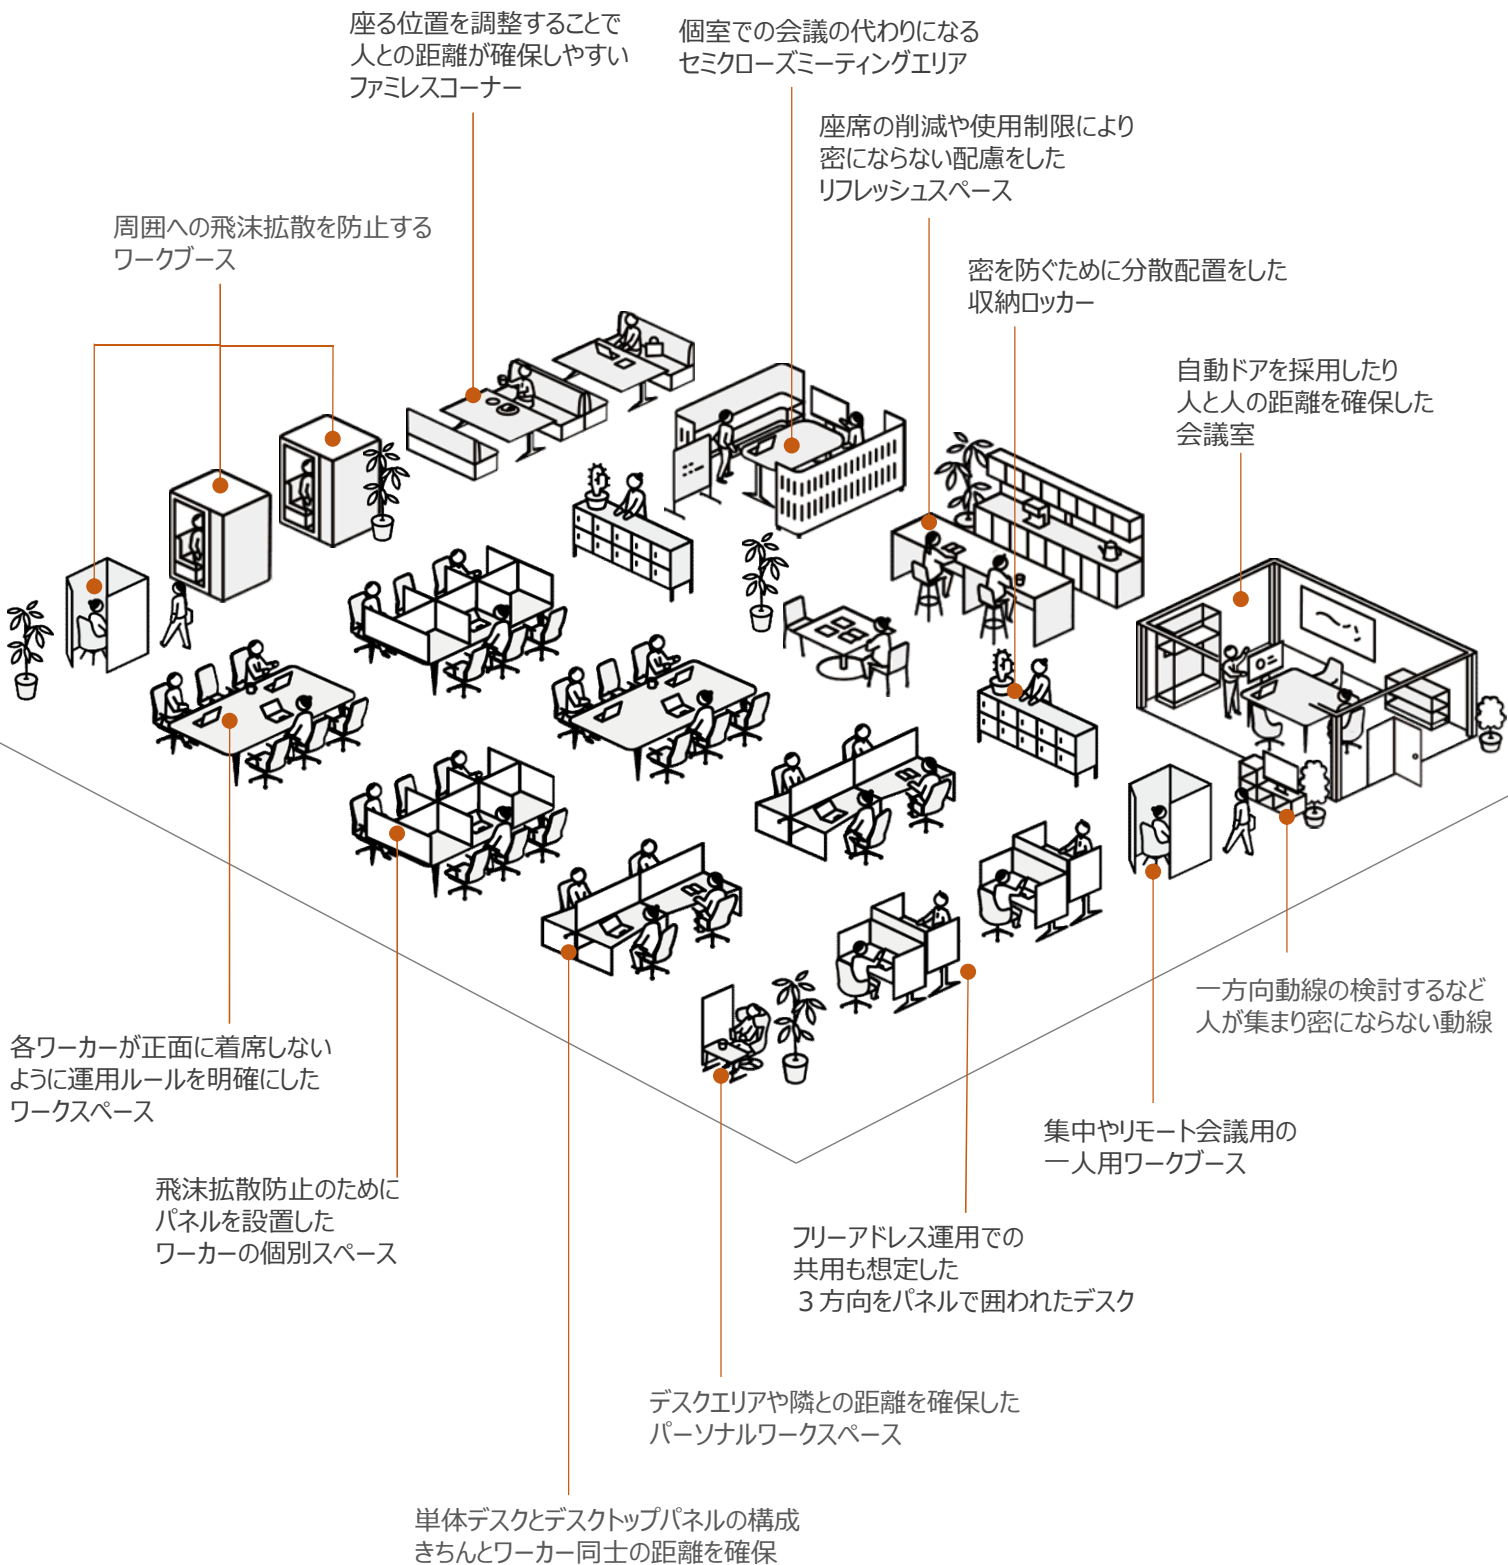 座る位置を調整することで
人との距離が確保しやすい
ファミレスコーナー
個室での会議の代わりになる
セミクローズミーティングエリア
座席の削減や使用制限により
密にならない配慮をした
リフレッシュスペース
周囲への飛沫拡散を防止する
ワークブース
密を防ぐために分散配置をした
収納ロッカー
自動ドアを採用したり
人と人の距離を確保した
会議室
一方向動線の検討するなど
人が集まり密にならない動線
各ワーカーが正面に着席しない
ように運用ルールを明確にした
ワークスペース
集中やリモート会議用の
一人用ワークブース
飛沫拡散防止のために
パネルを設置した
ワーカーの個別スペース
フリーアドレス運用での
共用も想定した
３方向をパネルで囲われたデスク
デスクエリアや隣との距離を確保した
パーソナルワークスペース
単体デスクとデスクトップパネルの構成
きちんとワーカー同士の距離を確保